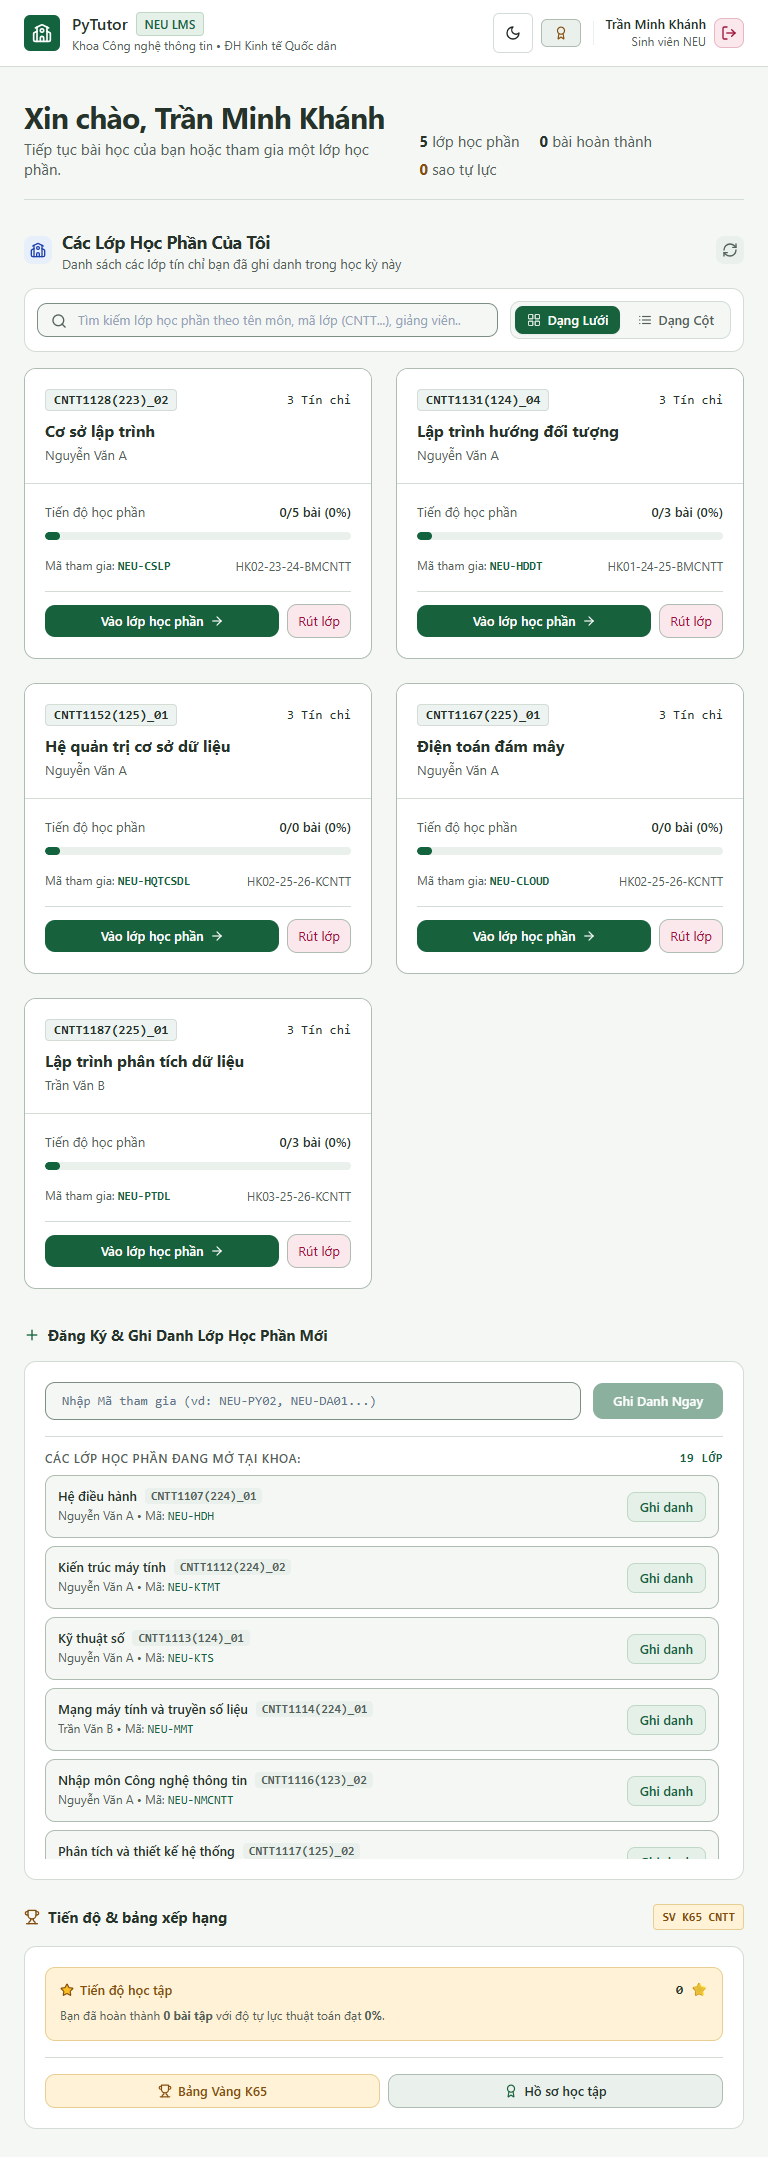 PyTutor NEU LMS
Khoa Công nghệ thông tin • ĐH Kinh tế Quốc dân
Trần Minh Khánh
Sinh viên NEU
Xin chào, Trần Minh Khánh
Tiếp tục bài học của bạn hoặc tham gia một lớp học
phần.
5 lớp học phần 0 bài hoàn thành
0 sao tự lực
Các Lớp Học Phần Của Tôi
Danh sách các lớp tín chỉ bạn đã ghi danh trong học kỳ này
Tìm kiếm lớp học phần theo tên môn, mã lớp (CNTT...), giảng viên..
Dạng Lưới
Dạng Cột
CNTT1128(223)_02 3 Tín chỉ
Cơ sở lập trình
Nguyễn Văn A
Tiến độ học phần 0/5 bài (0%)
Mã tham gia: NEU-CSLP HK02-23-24-BMCNTT
Vào lớp học phần → Rút lớp
CNTT1131(124)_04 3 Tín chỉ
Lập trình hướng đối tượng
Nguyễn Văn A
Tiến độ học phần 0/3 bài (0%)
Mã tham gia: NEU-HDDT HK01-24-25-BMCNTT
Vào lớp học phần → Rút lớp
CNTT1152(125)_01 3 Tín chỉ
Hệ quản trị cơ sở dữ liệu
Nguyễn Văn A
Tiến độ học phần 0/0 bài (0%)
Mã tham gia: NEU-HQTCSDL HK02-25-26-KCNTT
Vào lớp học phần → Rút lớp
CNTT1167(225)_01 3 Tín chỉ
Điện toán đám mây
Nguyễn Văn A
Tiến độ học phần 0/0 bài (0%)
Mã tham gia: NEU-CLOUD HK02-25-26-KCNTT
Vào lớp học phần → Rút lớp
CNTT1187(225)_01 3 Tín chỉ
Lập trình phân tích dữ liệu
Trần Văn B
Tiến độ học phần 0/3 bài (0%)
Mã tham gia: NEU-PTDL HK03-25-26-KCNTT
Vào lớp học phần → Rút lớp
Đăng Ký & Ghi Danh Lớp Học Phần Mới
Nhập Mã tham gia (vd: NEU-PY02, NEU-DA01...)
Ghi Danh Ngay
CÁC LỚP HỌC PHẦN ĐANG MỞ TẠI KHOA: 19 LỚP
Hệ điều hành CNTT1107(224)_01
Nguyễn Văn A • Mã: NEU-HDH
Ghi danh
Kiến trúc máy tính CNTT1112(224)_02
Nguyễn Văn A • Mã: NEU-KTMT
Ghi danh
Kỹ thuật số CNTT1113(124)_01
Nguyễn Văn A • Mã: NEU-KTS
Ghi danh
Mạng máy tính và truyền số liệu CNTT1114(224)_01
Trần Văn B • Mã: NEU-MMT
Ghi danh
Nhập môn Công nghệ thông tin CNTT1116(123)_02
Nguyễn Văn A • Mã: NEU-NMCNTT
Ghi danh
Phân tích và thiết kế hệ thống CNTT1117(125)_02
Tiến độ & bảng xếp hạng SV K65 CNTT
Tiến độ học tập 0
Bạn đã hoàn thành 0 bài tập với độ tự lực thuật toán đạt 0%.
Bảng Vàng K65
Hồ sơ học tập